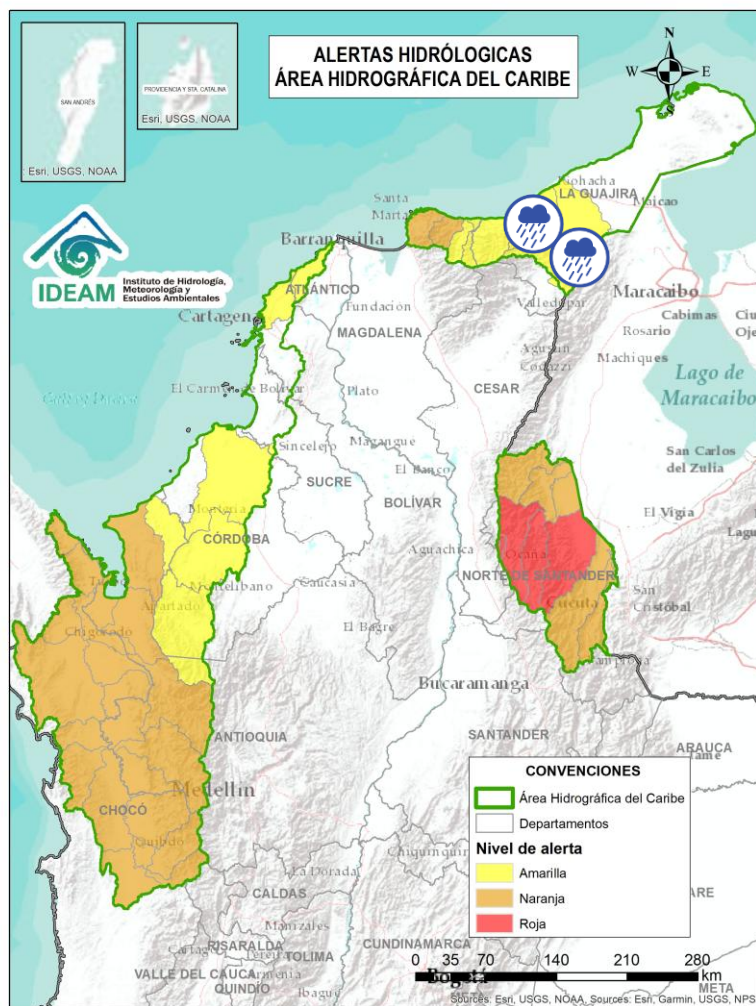 ALERTAS HIDRÓLOGICAS
ÁREA HIDROGRÁFICA DEL CARIBE
SAN ANDRÉS
Esri, USGS, NOAA
PROVIDENCIA Y STA. CATALINA
Esri, USGS, NOAA
N
W
E
S
LA GUAJIRA
Maicao
Santa
Marta
Barranquilla
IDEAM
Instituto de Hidrología,
Meteorología y
Estudios Ambientales
ATLÁNTICO
Fundacion
Valledupar
Maracaibo
Cabimas
Rosario
MAGDALENA
Machiques
CESAR
Lago de
Maracaibo
El Carmen de Bolívar
Plato
Sincelejo
Magangue
El Banco
San Carlos
del Zulia
SUCRE
BOLÍVAR
Montería
CÓRDOBA
El Vigía
Aguachica
Ocaña
NORTE DE SANTANDER
Montelibano
Caucasia
Apartado
San
Cristóbal
Cucuta
Chigorodó
El Bagre
Pamplona
Bucaramanga
ANTIOQUIA
SANTANDER
ARAUCA
Medellín
CHOCÓ
Quibdó
La Dorada
CALDAS
Manizales
RISARALDA
TOLIMA
CUNDINAMARCA
VALLE DEL CAUCA
Armenia
QUINDÍO
Ibagué
Bogotá
META
META
CONVENCIONES
Área Hidrográfica del Caribe
Departamentos
Nivel de alerta
Amarilla
Naranja
Roja
0 35 70 140 210 280
km
Sources: Esri, USGS, NOAA, Sources: Esri, Garmin, USGS,